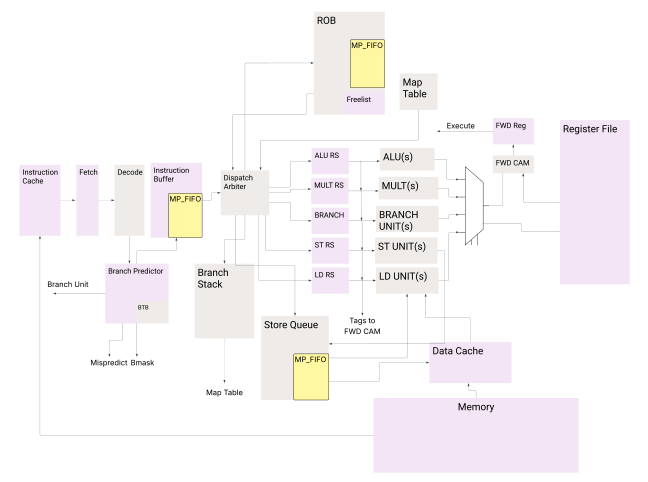 ROB
MP_FIFO
Freelist
Map
Table
Execute
FWD Reg
Register File
FWD CAM
Instruction
Cache
Fetch
Decode
Instruction
Buffer
MP_FIFO
Dispatch
Arbiter
ALU RS
MULT RS
BRANCH
ST RS
LD RS
ALU(s)
MULT(s)
BRANCH
UNIT(s)
ST UNIT(s)
LD UNIT(s)
Branch Predictor
BTB
Branch Unit
Mispredict
Bmask
Branch
Stack
Map Table
Store Queue
MP_FIFO
Tags to
FWD CAM
Data Cache
Memory